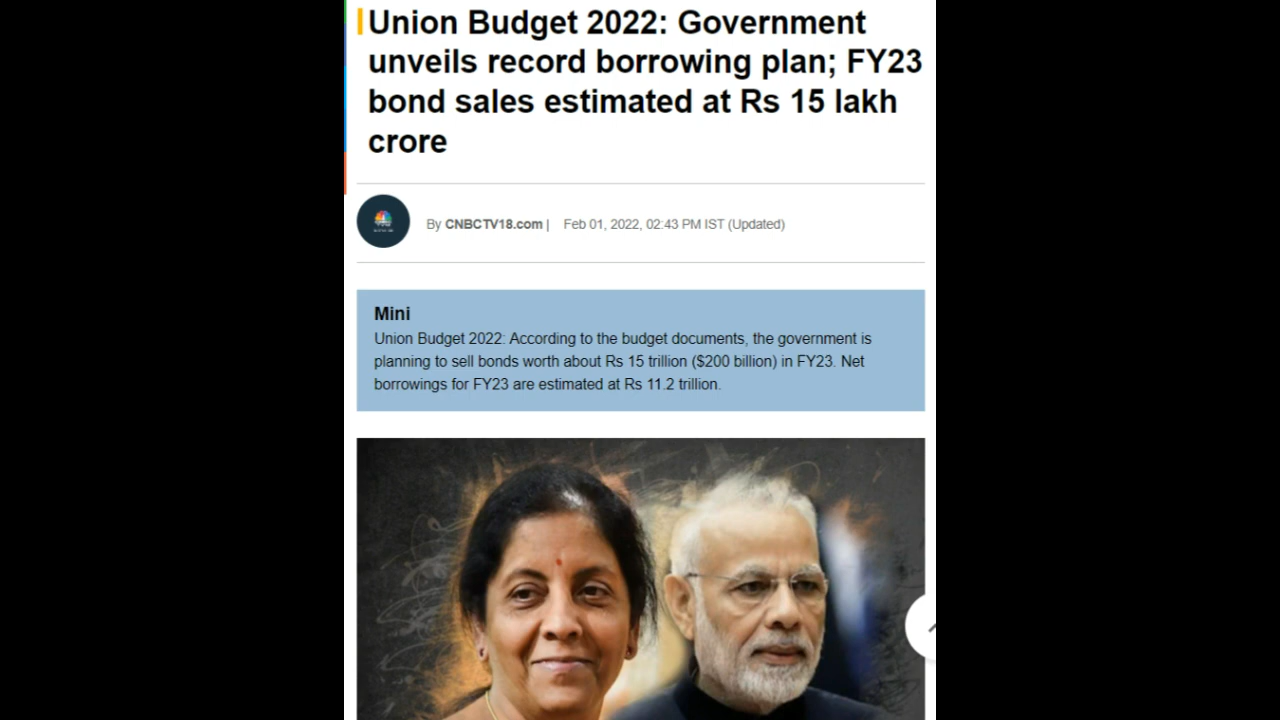 Union Budget 2022: Government
unveils record borrowing plan; FY23
bond sales estimated at Rs 15 lakh
crore
By CNBCTV18.com | Feb 01, 2022, 02:43 PM IST (Updated)
Mini
Union Budget 2022: According to the budget documents, the government is
planning to sell bonds worth about Rs 15 trillion ($200 billion) in FY23. Net
borrowings for FY23 are estimated at Rs 11.2 trillion.